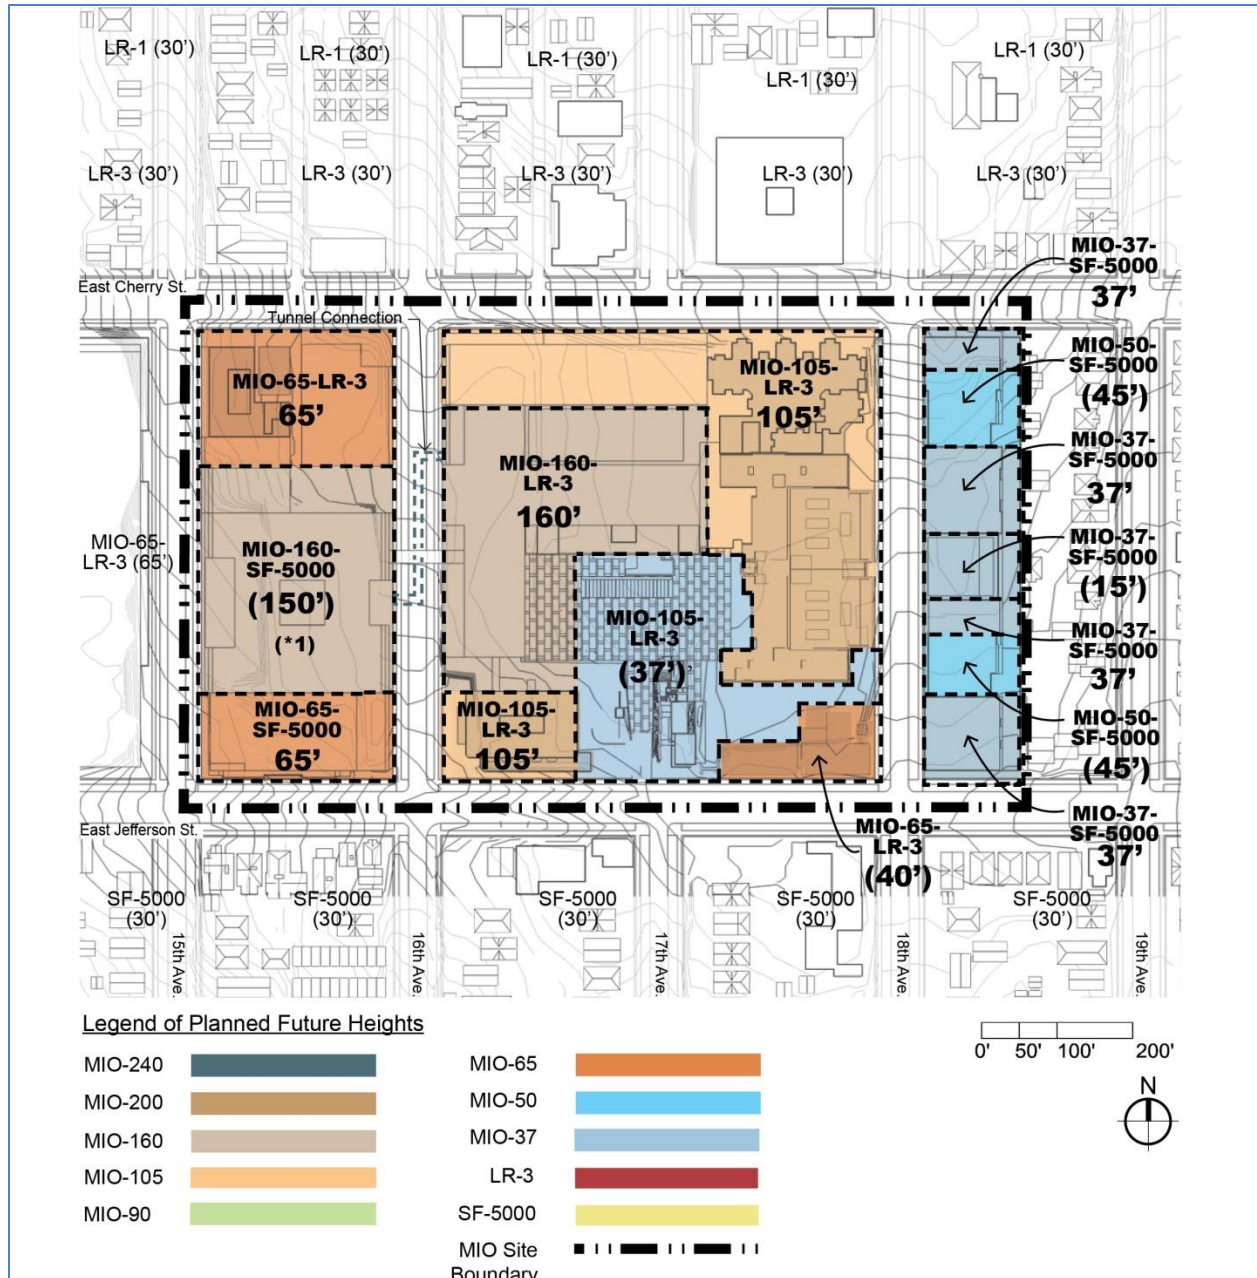 LR-1 (30')
LR-1 (30')
LR-1 (30')
LR-1 (30')
LR-1 (30')
LR-3 (30')
LR-3 (30')
LR-3 (30')
LR-3 (30')
LR-3 (30')
East Cherry St.
Tunnel Connection
MIO-37-
SF-5000
37'
MIO-50-
SF-5000
(45')
MIO-37-
SF-5000
37'
MIO-37-
SF-5000
(15')
MIO-37-
SF-5000
37'
MIO-50-
SF-5000
(45')
MIO-37-
SF-5000
37'
MIO-65-LR-3
65'
MIO-105-
LR-3
105'
MIO-160-
LR-3
160'
MIO-65-
LR-3 (65')
MIO-160-
SF-5000
(150')
(*1)
MIO-105-
LR-3
(37')
MIO-65-
SF-5000
65'
MIO-105-
LR-3
105'
MIO-65-
LR-3
(40')
East Jefferson St.
SF-5000
(30')
SF-5000
(30')
SF-5000
(30')
SF-5000
(30')
SF-5000
(30')
15th Ave.
16th Ave.
17th Ave.
18th Ave.
19th Ave.
Legend of Planned Future Heights
MIO-240
MIO-200
MIO-160
MIO-105
MIO-90
MIO-65
MIO-50
MIO-37
LR-3
SF-5000
MIO Site
Boundary
0' 50' 100' 200'
N